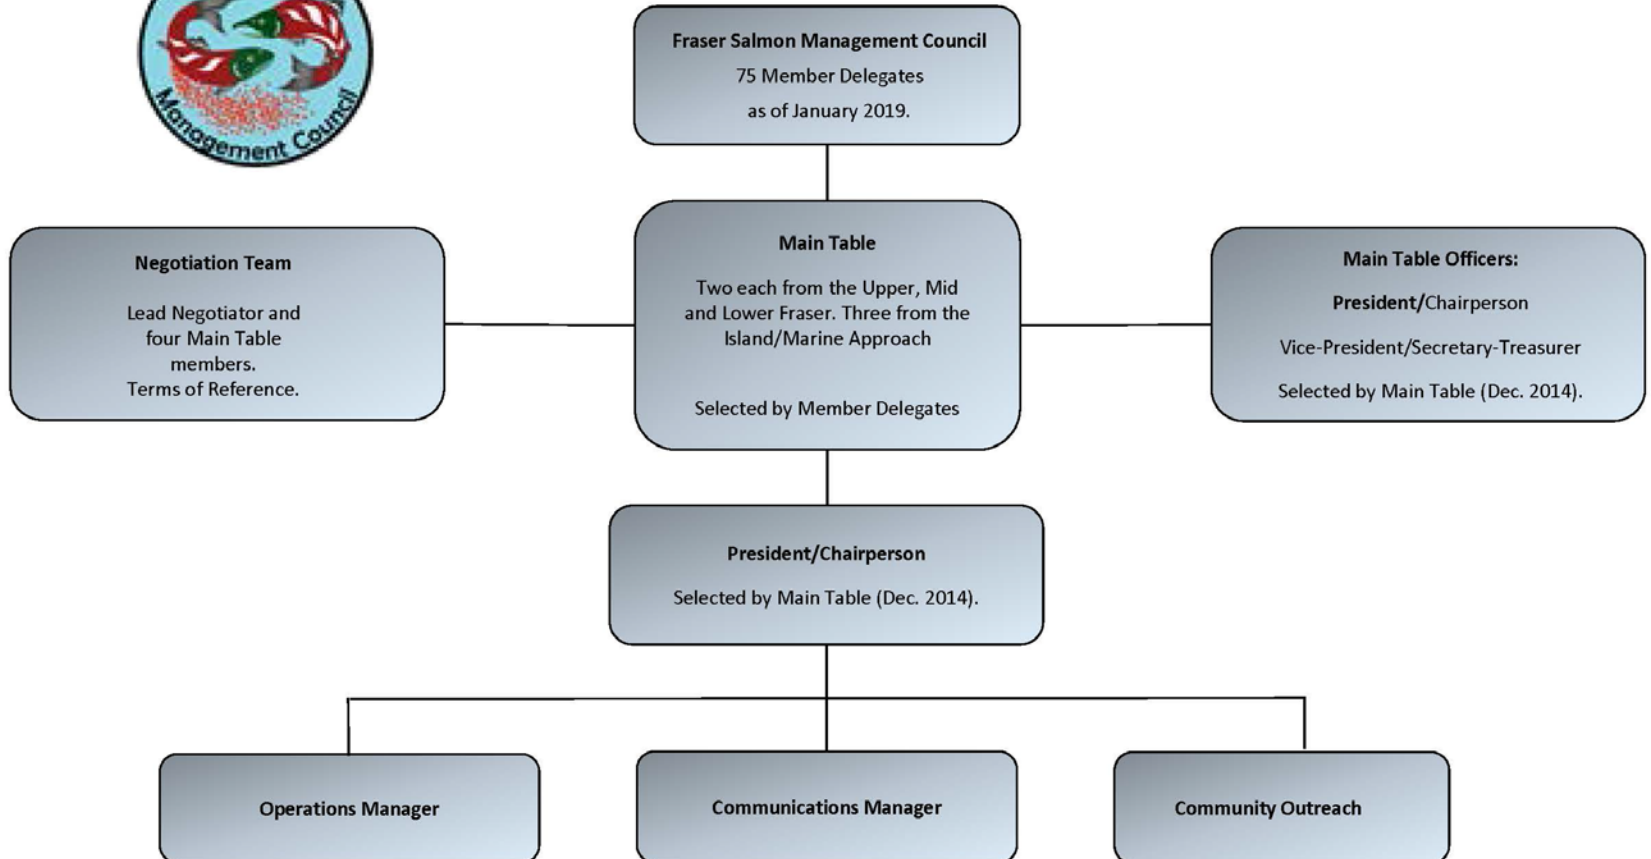 Management Council
Fraser Salmon Management Council
75 Member Delegates
as of January 2019.
Negotiation Team
Lead Negotiator and
four Main Table
members.
Terms of Reference.
Main Table
Two each from the Upper, Mid
and Lower Fraser. Three from the
Island/Marine Approach
Selected by Member Delegates
Main Table Officers:
President/Chairperson
Vice-President/Secretary-Treasurer
Selected by Main Table (Dec. 2014).
President/Chairperson
Selected by Main Table (Dec. 2014).
Operations Manager
Communications Manager
Community Outreach